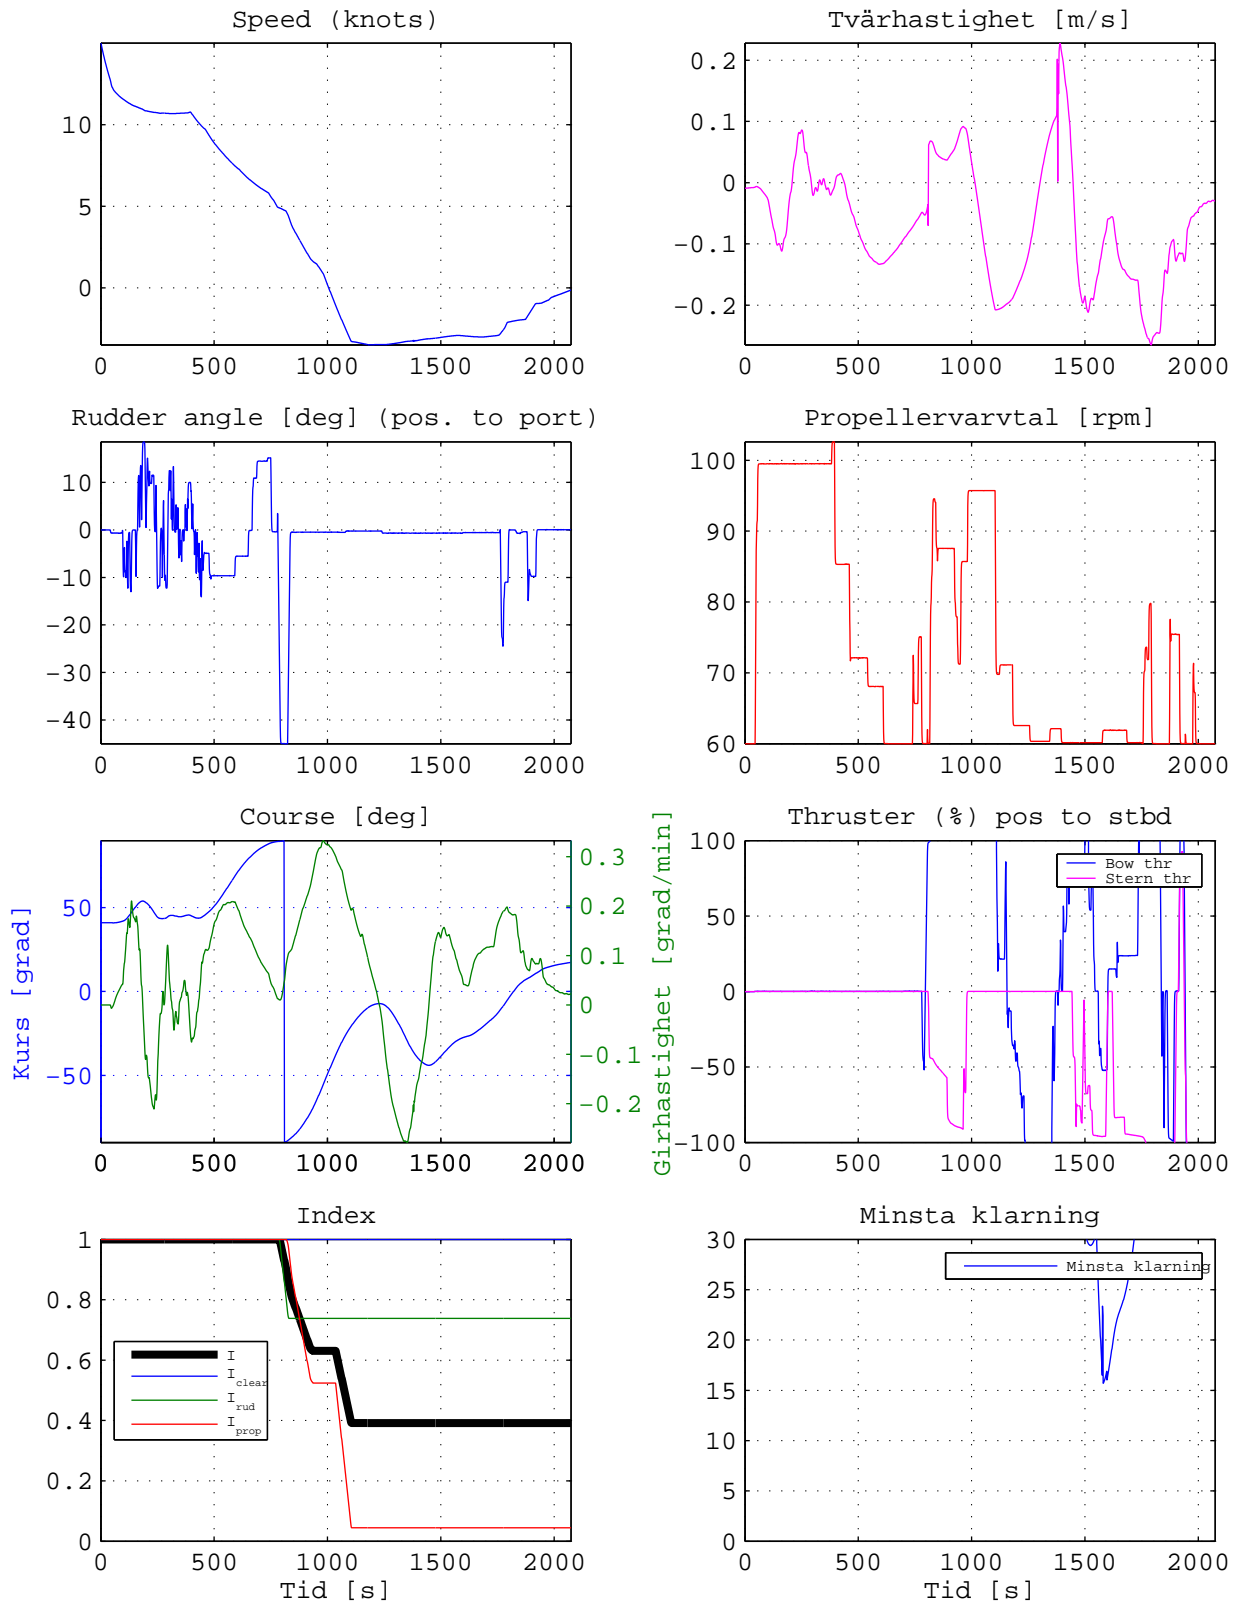 Speed (knots)
10
5
0
0 500 1000 1500 2000
Tvärhastighet [m/s]
0.2
0.1
0
−0.1
−0.2
0 500 1000 1500 2000
Rudder angle [deg] (pos. to port)
10
0
−10
−20
−30
−40
0 500 1000 1500 2000
Propellervarvtal [rpm]
100
90
80
70
60
0 500 1000 1500 2000
Course [deg]
Kurs [grad]
50
0
−50
0 500 1000 1500 2000
Girhastighet [grad/min]
0.3
0.2
0.1
0
−0.1
−0.2
Thruster (%) pos to stbd
100
50
0
−50
−100
Bow thr
Stern thr
0 500 1000 1500 2000
Index
1
0.8
0.6
0.4
0.2
0
I
I clear
I rud
I prop
0 500 1000 1500 2000
Tid [s]
Minsta klarning
30
25
20
15
10
5
0
Minsta klarning
0 500 1000 1500 2000
Tid [s]